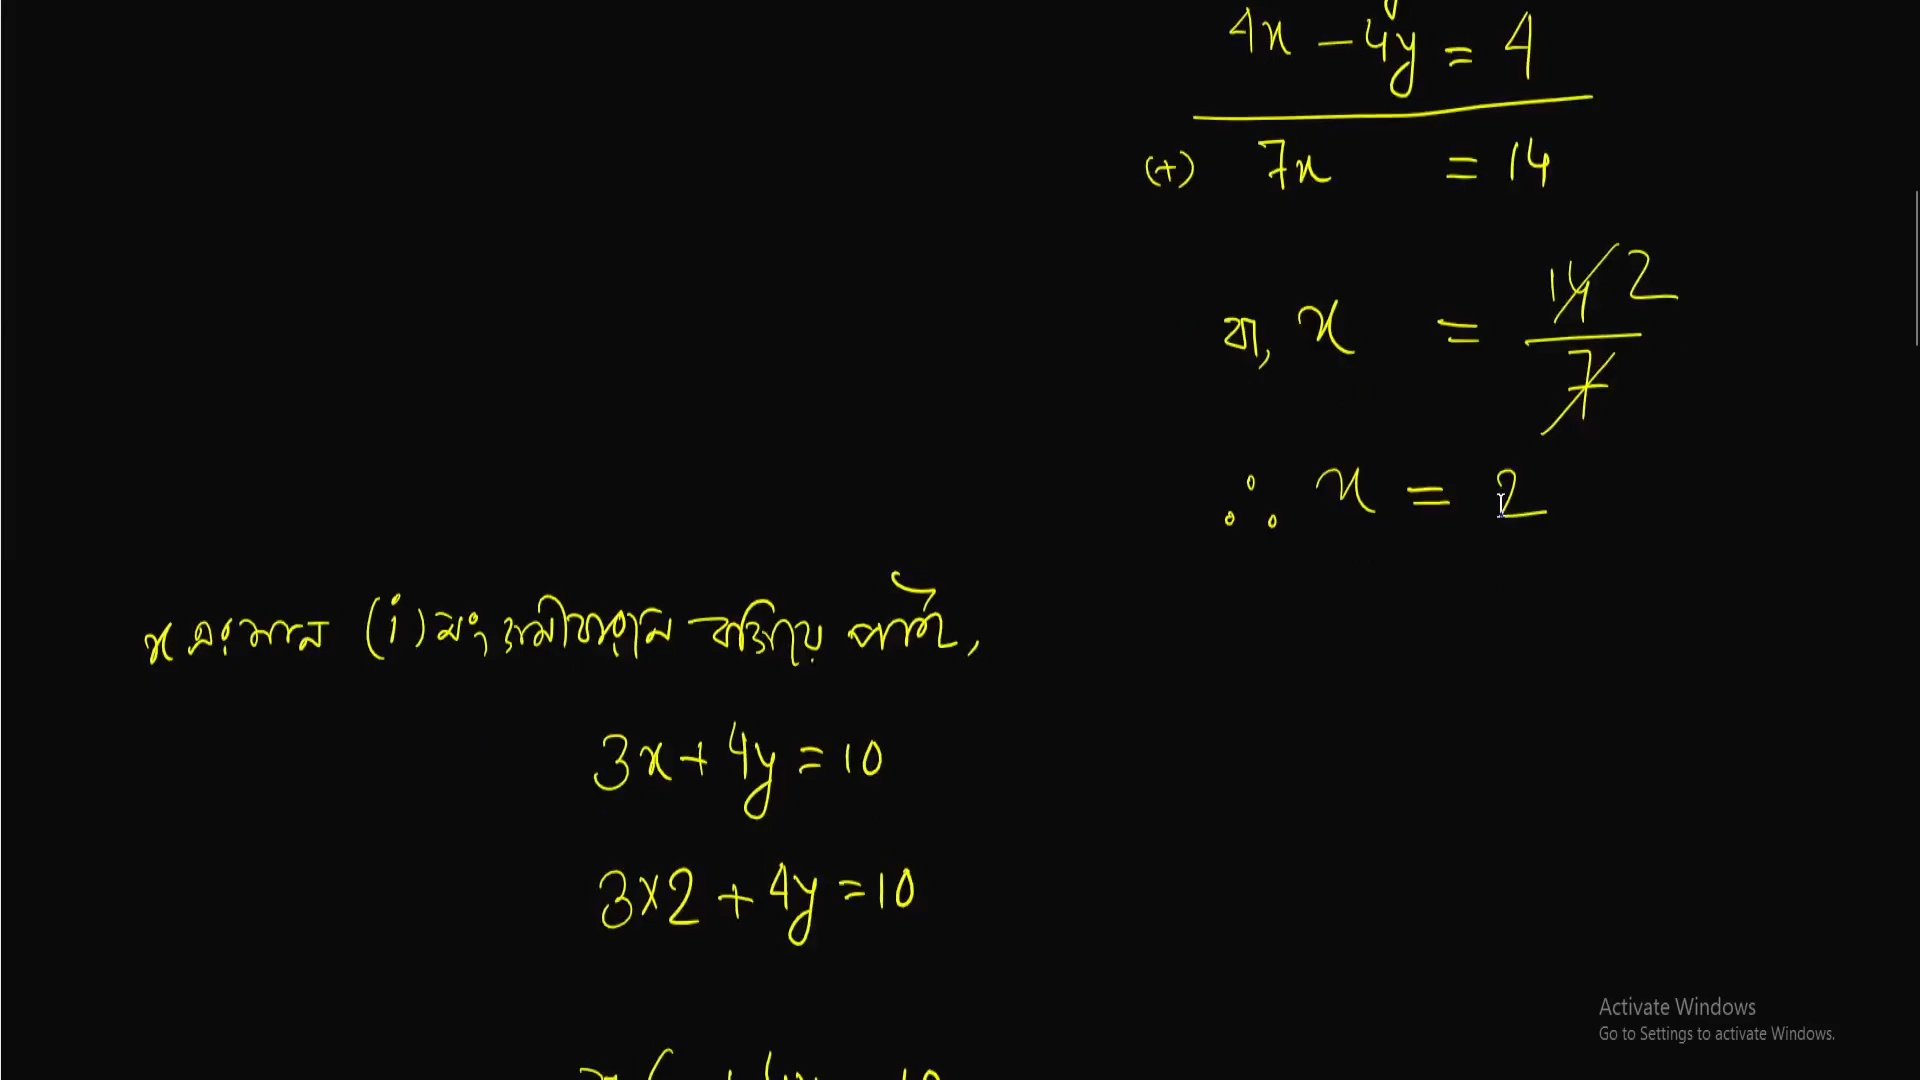 4x - 4y = 4
(+) 7x = 14
বা, x = 14/7 2
∴ x = 2
x এর মান (i) নং সমীকরণে বসিয়ে পাই,
3x + 4y = 10
3×2 + 4y = 10
Activate Windows
Go to Settings to activate Windows.